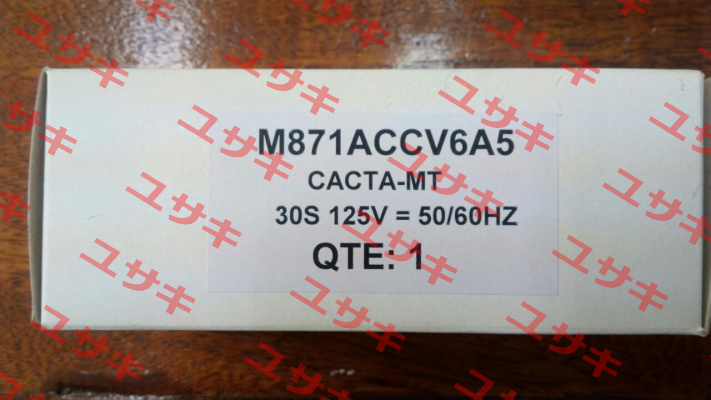 M871ACCV6A5
CACTA-MT
30S 125V = 50/60HZ
QTE: 1
ユサキ